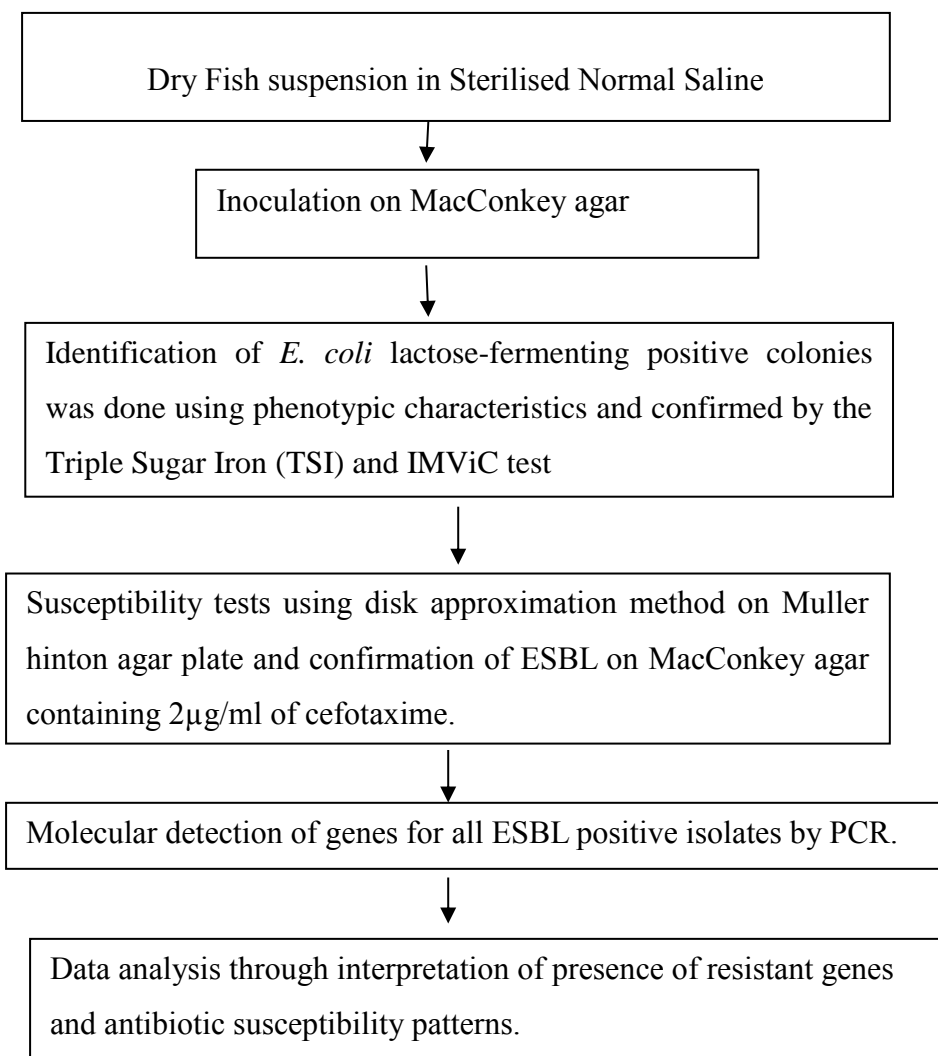 Dry Fish suspension in Sterilised Normal Saline
Inoculation on MacConkey agar
Identification of E. coli lactose-fermenting positive colonies
was done using phenotypic characteristics and confirmed by the
Triple Sugar Iron (TSI) and IMViC test
Susceptibility tests using disk approximation method on Muller
hinton agar plate and confirmation of ESBL on MacConkey agar
containing 2µg/ml of cefotaxime.
Molecular detection of genes for all ESBL positive isolates by PCR.
Data analysis through interpretation of presence of resistant genes
and antibiotic susceptibility patterns.